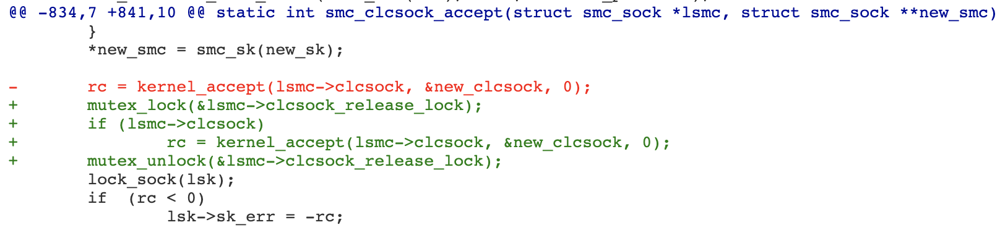 @@ -834,7 +841,10 @@ static int smc_clcsock_accept(struct smc_sock *lsmc, struct smc_sock **new_smc)
        }
        *new_smc = smc_sk(new_sk);

-       rc = kernel_accept(lsmc->clcsock, &new_clcsock, 0);
+       mutex_lock(&lsmc->clcsock_release_lock);
+       if (lsmc->clcsock)
+               rc = kernel_accept(lsmc->clcsock, &new_clcsock, 0);
+       mutex_unlock(&lsmc->clcsock_release_lock);
        lock_sock(lsk);
        if  (rc < 0)
                lsk->sk_err = -rc;